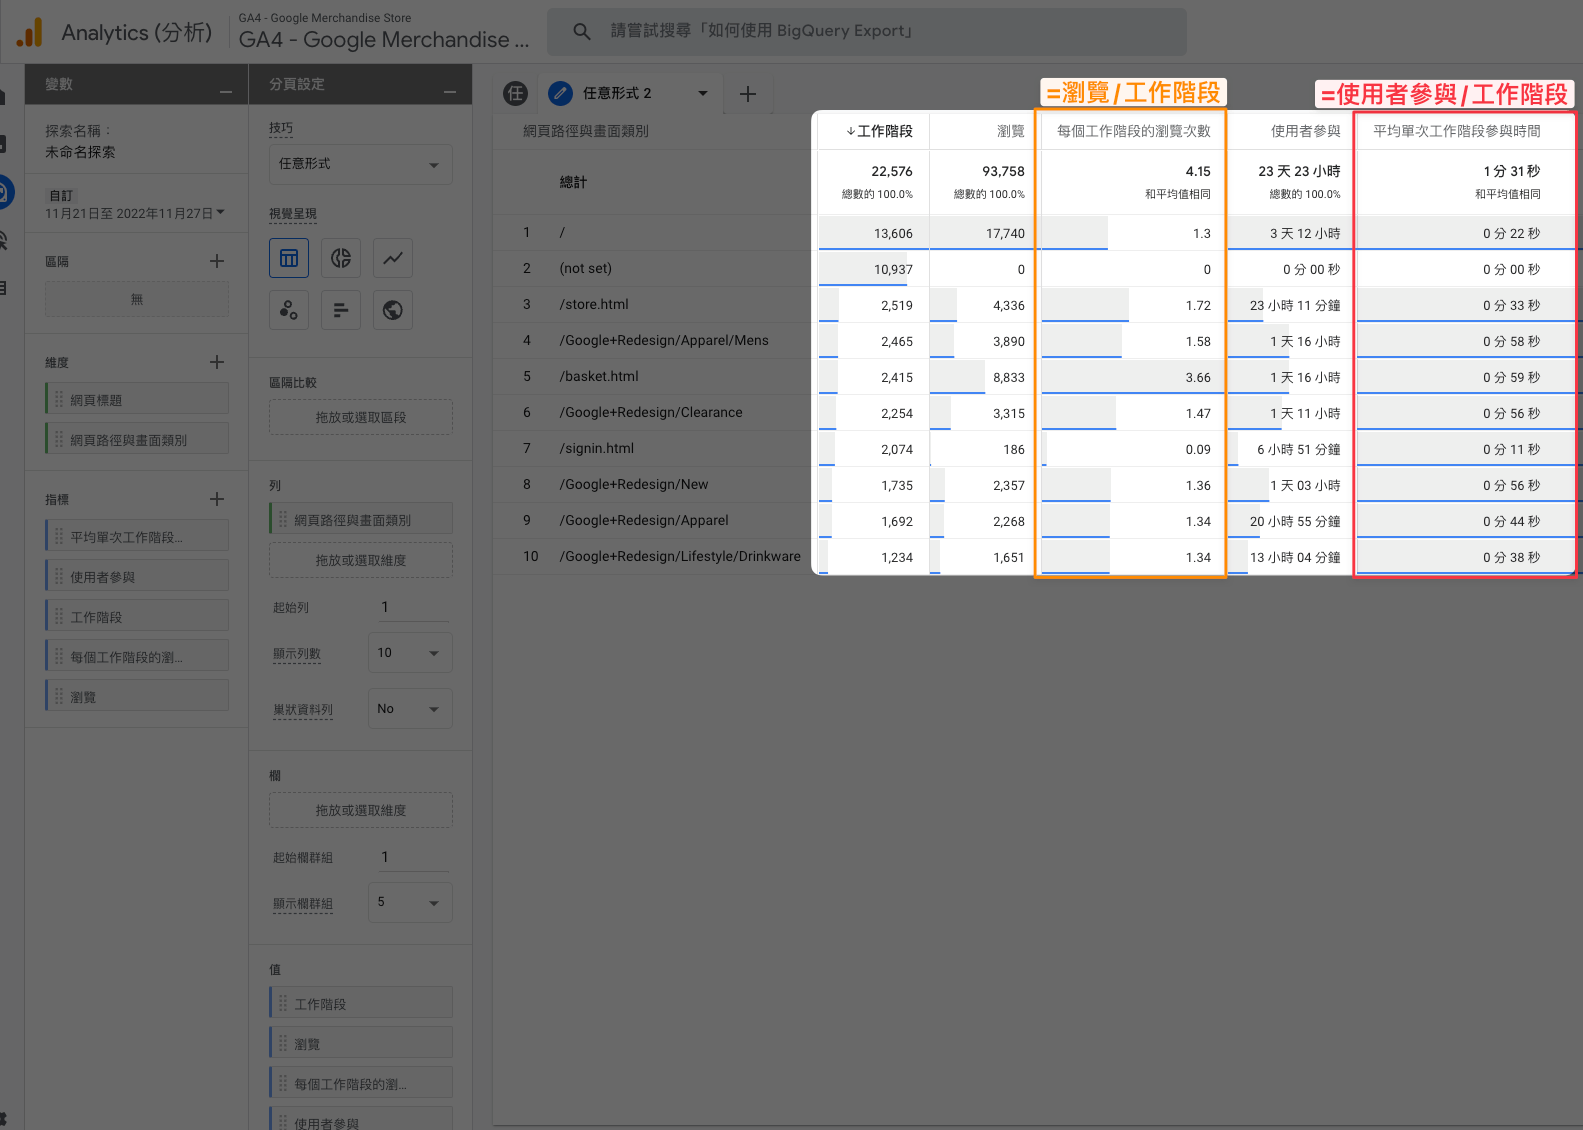 Analytics (分析)
GA4 - Google Merchandise Store
GA4 - Google Merchandise ...
請嘗試搜尋「如何使用 BigQuery Export」
變數
探索名稱：
未命名探索
自訂
11月21日至 2022年11月27日
區隔
無
維度
網頁標題
網頁路徑與畫面類別
指標
平均單次工作階段...
使用者參與
工作階段
每個工作階段的瀏...
瀏覽
分頁設定
技巧
任意形式
視覺呈現
區隔比較
拖放或選取區段
列
網頁路徑與畫面類別
拖放或選取維度
起始列 1
顯示列數 10
巢狀資料列 No
欄
拖放或選取維度
起始欄群組 1
顯示欄群組 5
值
工作階段
瀏覽
每個工作階段的瀏...
使用者參與
任 任意形式 2
=瀏覽/工作階段
=使用者參與/工作階段
網頁路徑與畫面類別 ↓工作階段 瀏覽 每個工作階段的瀏覽次數 使用者參與 平均單次工作階段參與時間
總計 22,576 93,758 4.15 23 天 23 小時 1 分 31 秒
總數的 100.0% 總數的 100.0% 和平均值相同 總數的 100.0% 和平均值相同
1 / 13,606 17,740 1.3 3 天 12 小時 0 分 22 秒
2 (not set) 10,937 0 0 0 分 00 秒 0 分 00 秒
3 /store.html 2,519 4,336 1.72 23 小時 11 分鐘 0 分 33 秒
4 /Google+Redesign/Apparel/Mens 2,465 3,890 1.58 1 天 16 小時 0 分 58 秒
5 /basket.html 2,415 8,833 3.66 1 天 16 小時 0 分 59 秒
6 /Google+Redesign/Clearance 2,254 3,315 1.47 1 天 11 小時 0 分 56 秒
7 /signin.html 2,074 186 0.09 6 小時 51 分鐘 0 分 11 秒
8 /Google+Redesign/New 1,735 2,357 1.36 1 天 03 小時 0 分 56 秒
9 /Google+Redesign/Apparel 1,692 2,268 1.34 20 小時 55 分鐘 0 分 44 秒
10 /Google+Redesign/Lifestyle/Drinkware 1,234 1,651 1.34 13 小時 04 分鐘 0 分 38 秒